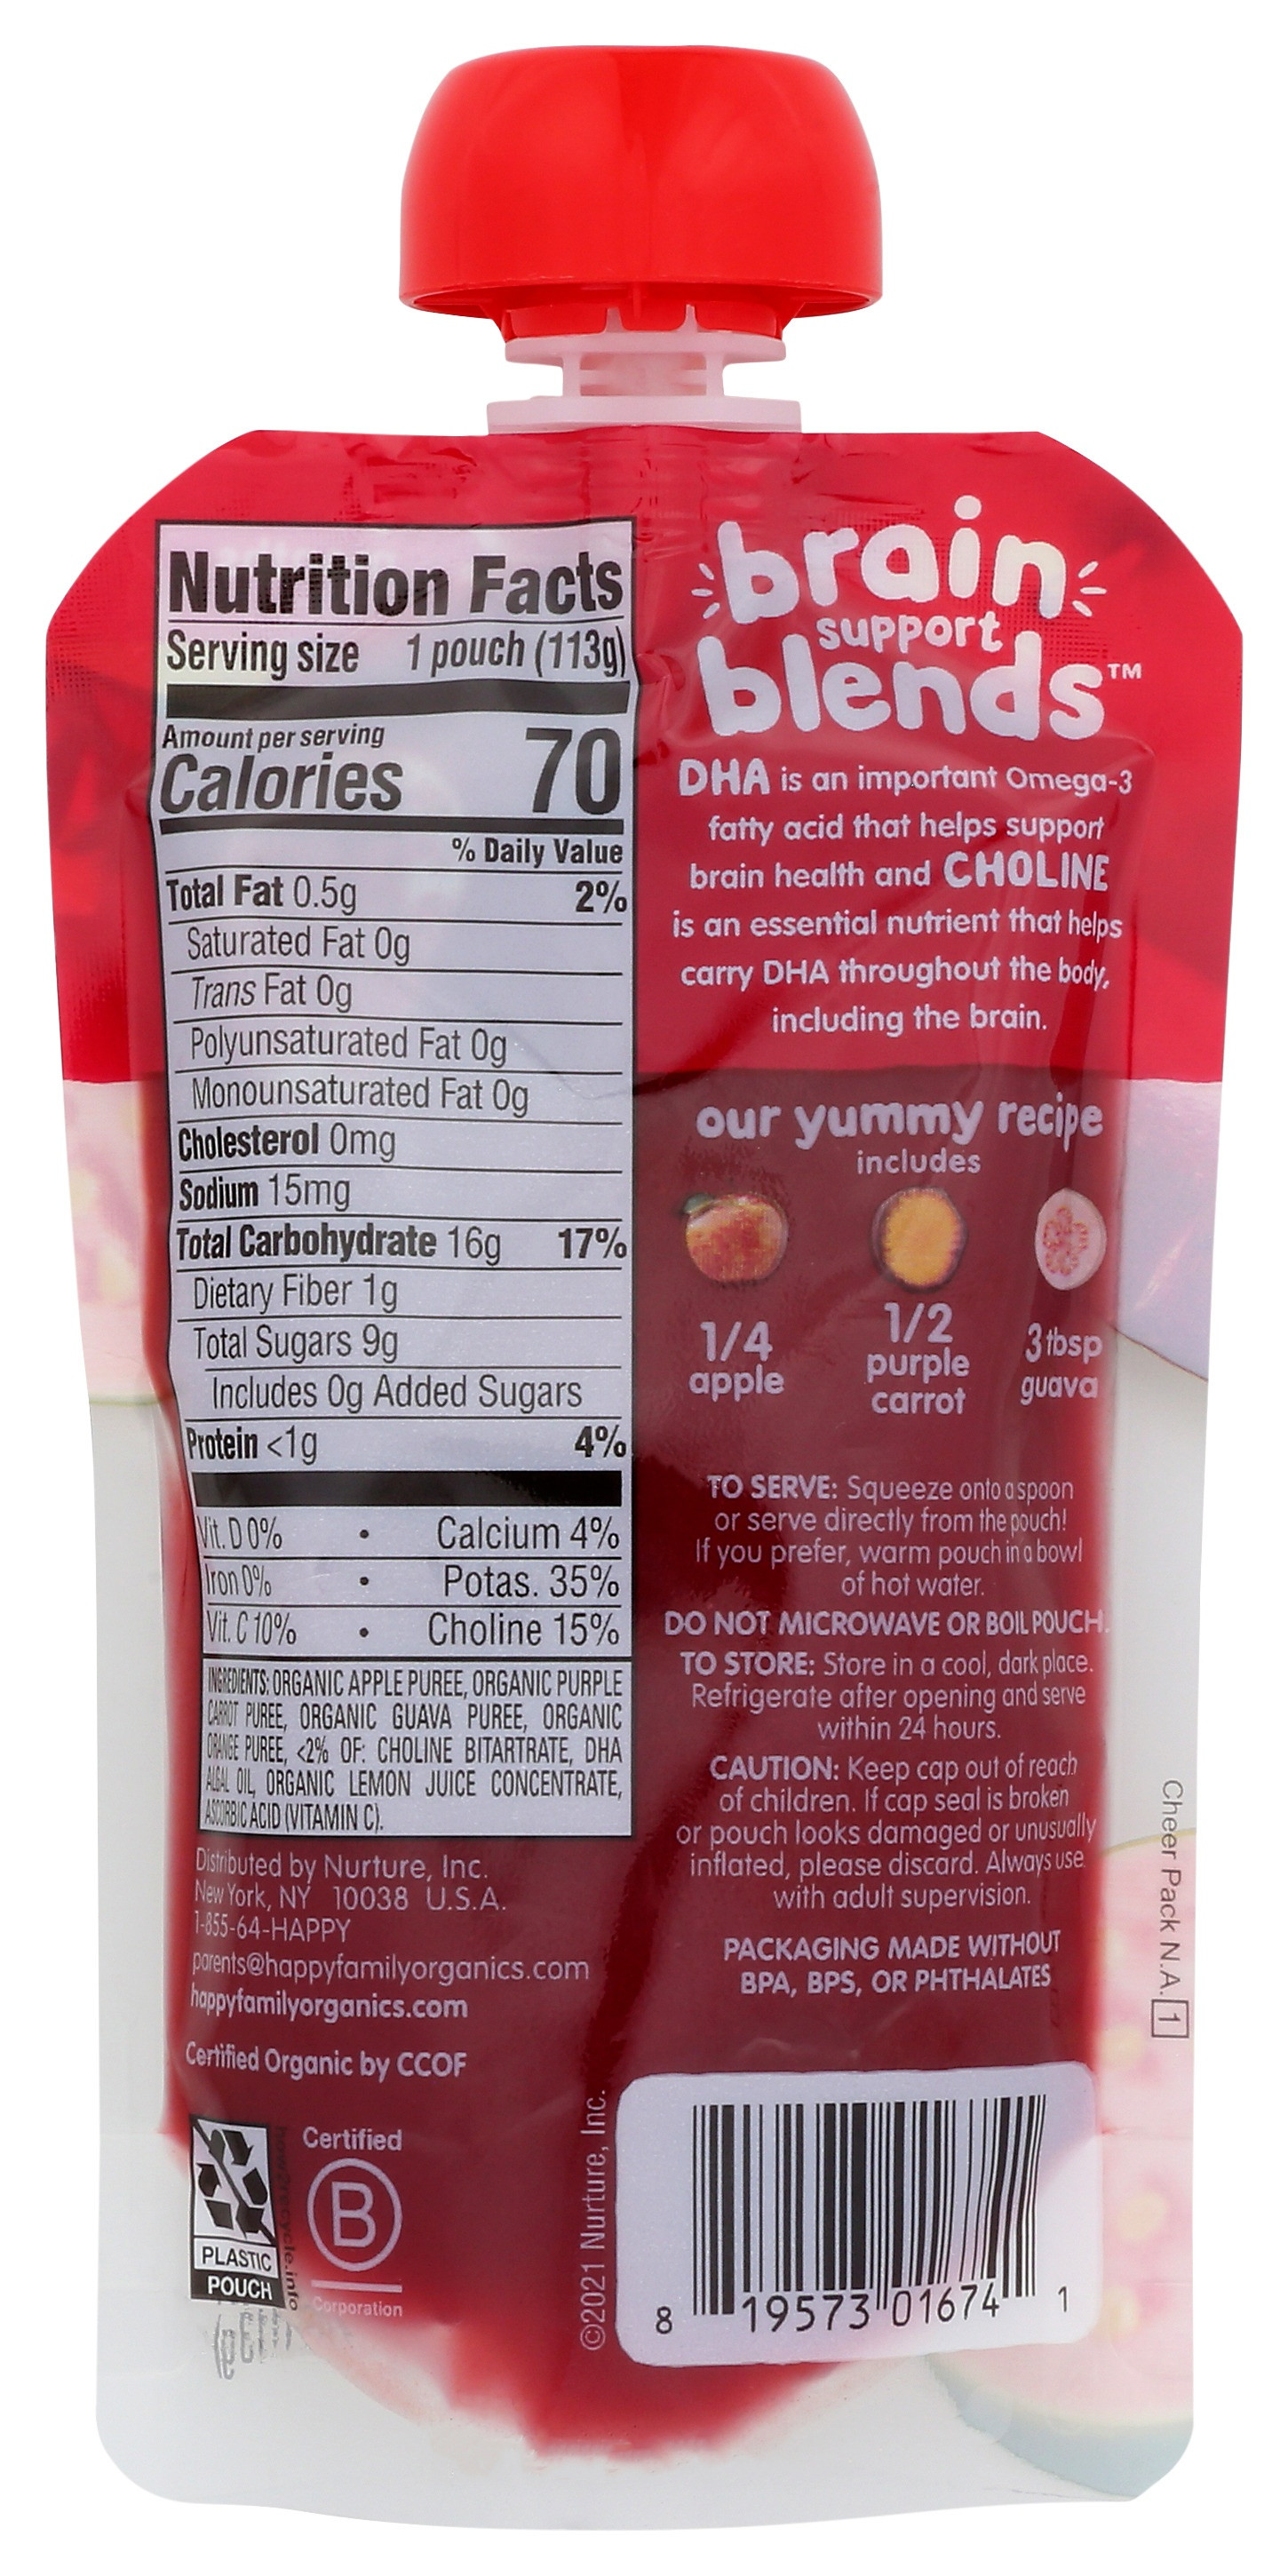 Nutrition Facts
Serving size 1 pouch (113g)
Amount per serving
Calories 70
% Daily Value
Total Fat 0.5g 2%
Saturated Fat 0g
Trans Fat 0g
Polyunsaturated Fat 0g
Monounsaturated Fat 0g
Cholesterol 0mg
Sodium 15mg
Total Carbohydrate 16g 17%
Dietary Fiber 1g
Total Sugars 9g
Includes 0g Added Sugars
Protein <1g 4%
Vit. D 0% • Calcium 4%
Iron 0% • Potas. 35%
Vit. C 10% • Choline 15%
INGREDIENTS: ORGANIC APPLE PUREE, ORGANIC PURPLE
CARROT PUREE, ORGANIC GUAVA PUREE, ORGANIC
ORANGE PUREE, <2% OF: CHOLINE BITARTRATE, DHA
ALGAL OIL, ORGANIC LEMON JUICE CONCENTRATE,
ASCORBIC ACID (VITAMIN C).
Distributed by Nurture, Inc.
New York, NY 10038 U.S.A.
1-855-64-HAPPY
parents@happyfamilyorganics.com
happyfamilyorganics.com
Certified Organic by CCOF
PLASTIC
POUCH
how2recycle.info
Certified
B
Corporation
©2021 Nurture, Inc.
brain
support
blends™
DHA is an important Omega-3
fatty acid that helps support
brain health and CHOLINE
is an essential nutrient that helps
carry DHA throughout the body,
including the brain.
our yummy recipe
includes
1/4
apple
1/2
purple
carrot
3 tbsp
guava
TO SERVE: Squeeze onto a spoon
or serve directly from the pouch!
If you prefer, warm pouch in a bowl
of hot water.
DO NOT MICROWAVE OR BOIL POUCH.
TO STORE: Store in a cool, dark place.
Refrigerate after opening and serve
within 24 hours.
CAUTION: Keep cap out of reach
of children. If cap seal is broken
or pouch looks damaged or unusually
inflated, please discard. Always use
with adult supervision.
PACKAGING MADE WITHOUT
BPA, BPS, OR PHTHALATES
Cheer Pack N.A. 1
8 19573 01674 1